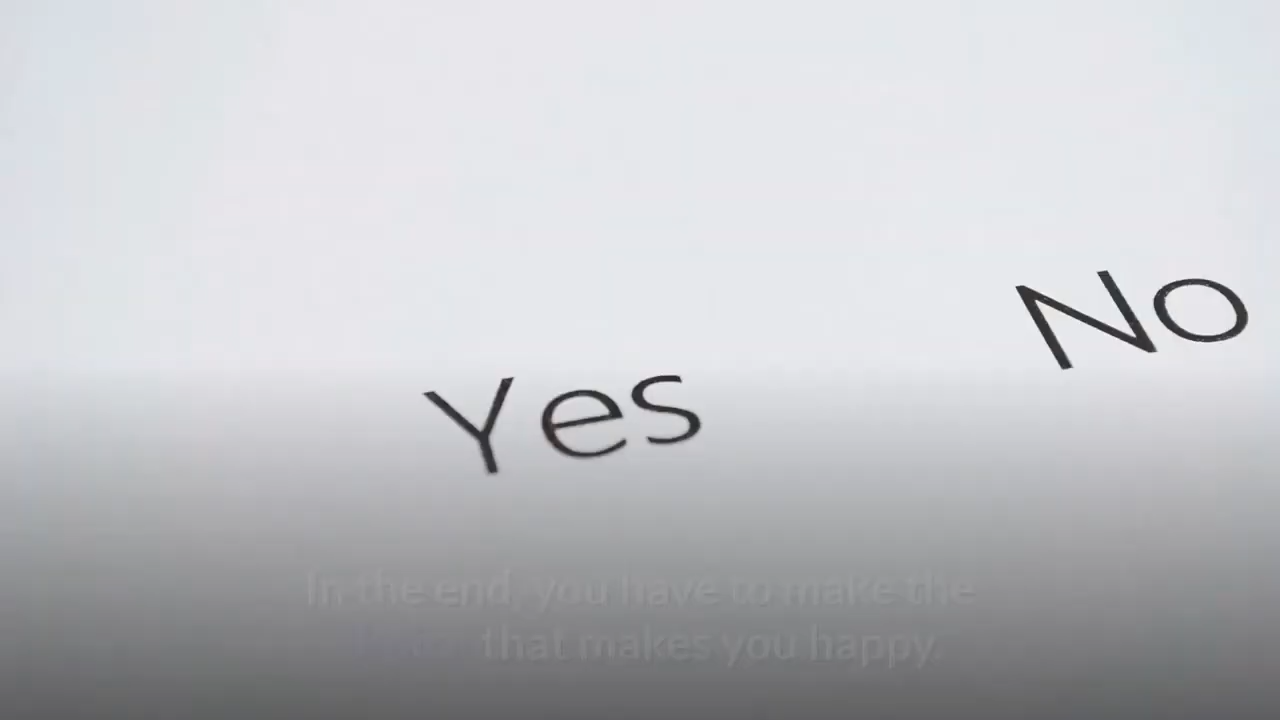 Yes
No
In the end, you have to make the
that makes you happy.